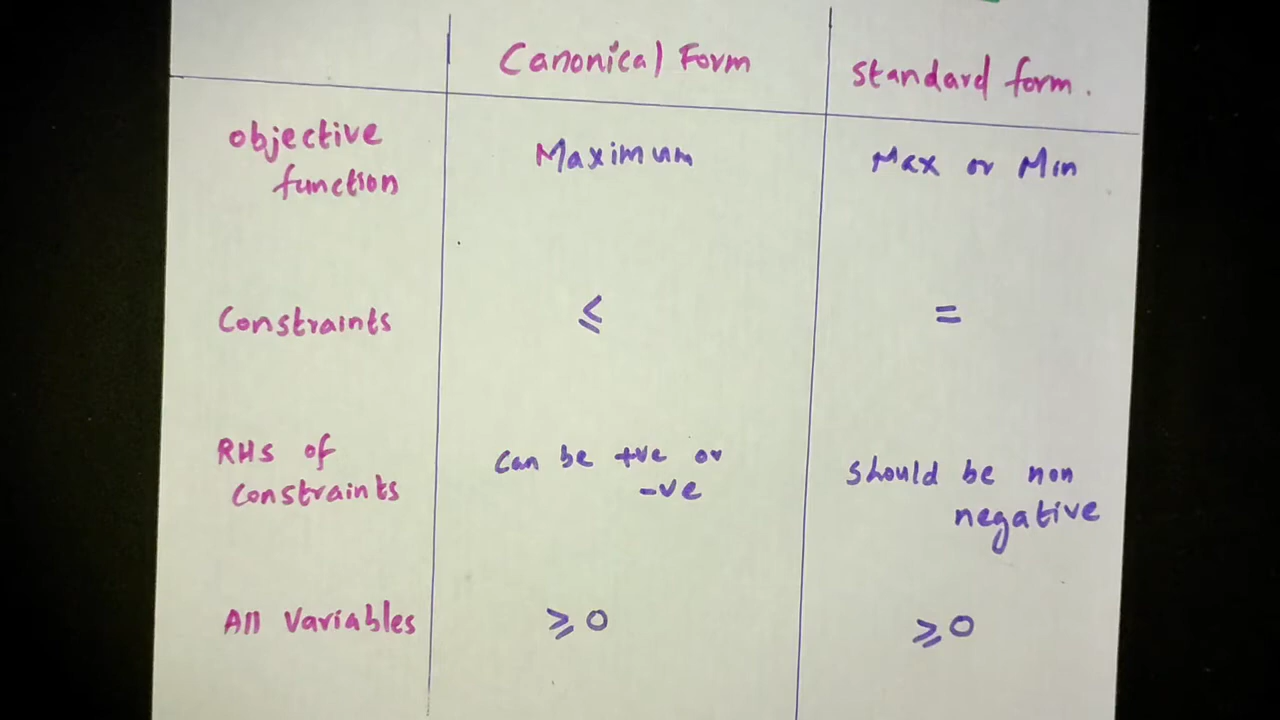 Canonical Form standard form.
objective function Maximum Max or Min
Constraints ≤ =
RHS of constraints can be +ve or -ve should be non negative
All variables ≥ 0 ≥ 0